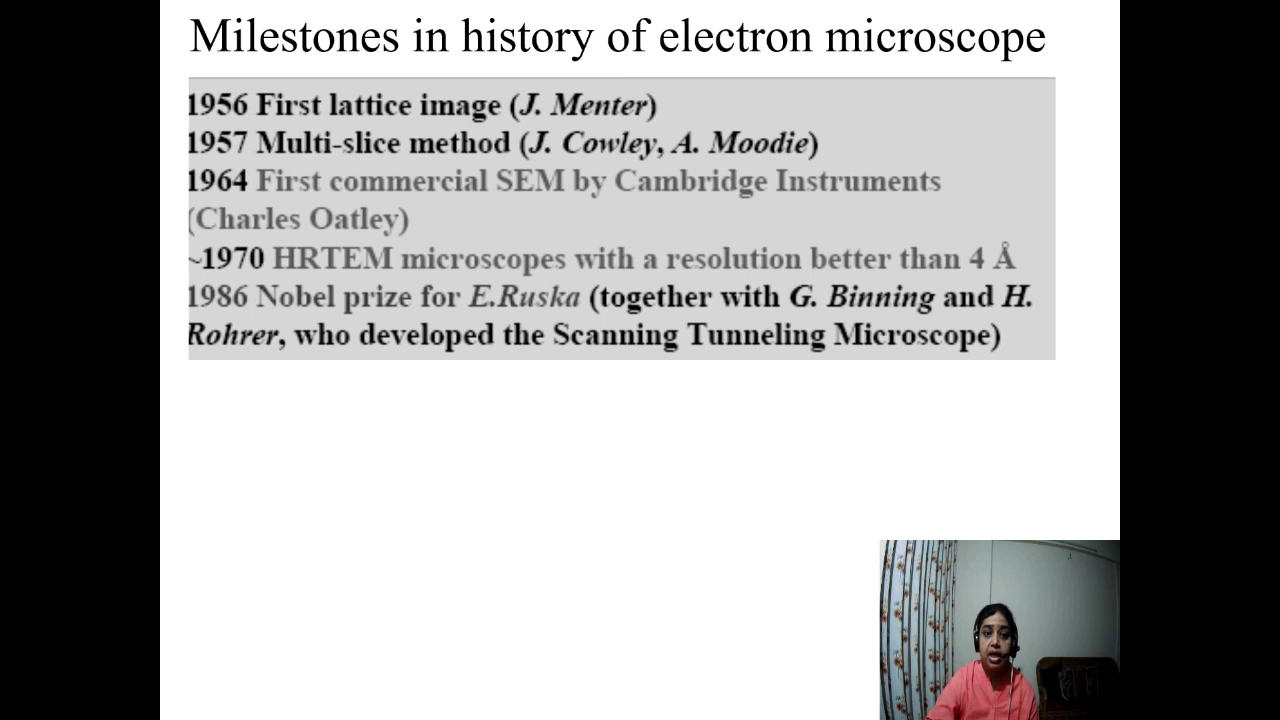 Milestones in history of electron microscope
1956 First lattice image (J. Menter)
1957 Multi-slice method (J. Cowley, A. Moodie)
1964 First commercial SEM by Cambridge Instruments
(Charles Oatley)
~1970 HRTEM microscopes with a resolution better than 4 Å
1986 Nobel prize for E.Ruska (together with G. Binning and H.
Rohrer, who developed the Scanning Tunneling Microscope)